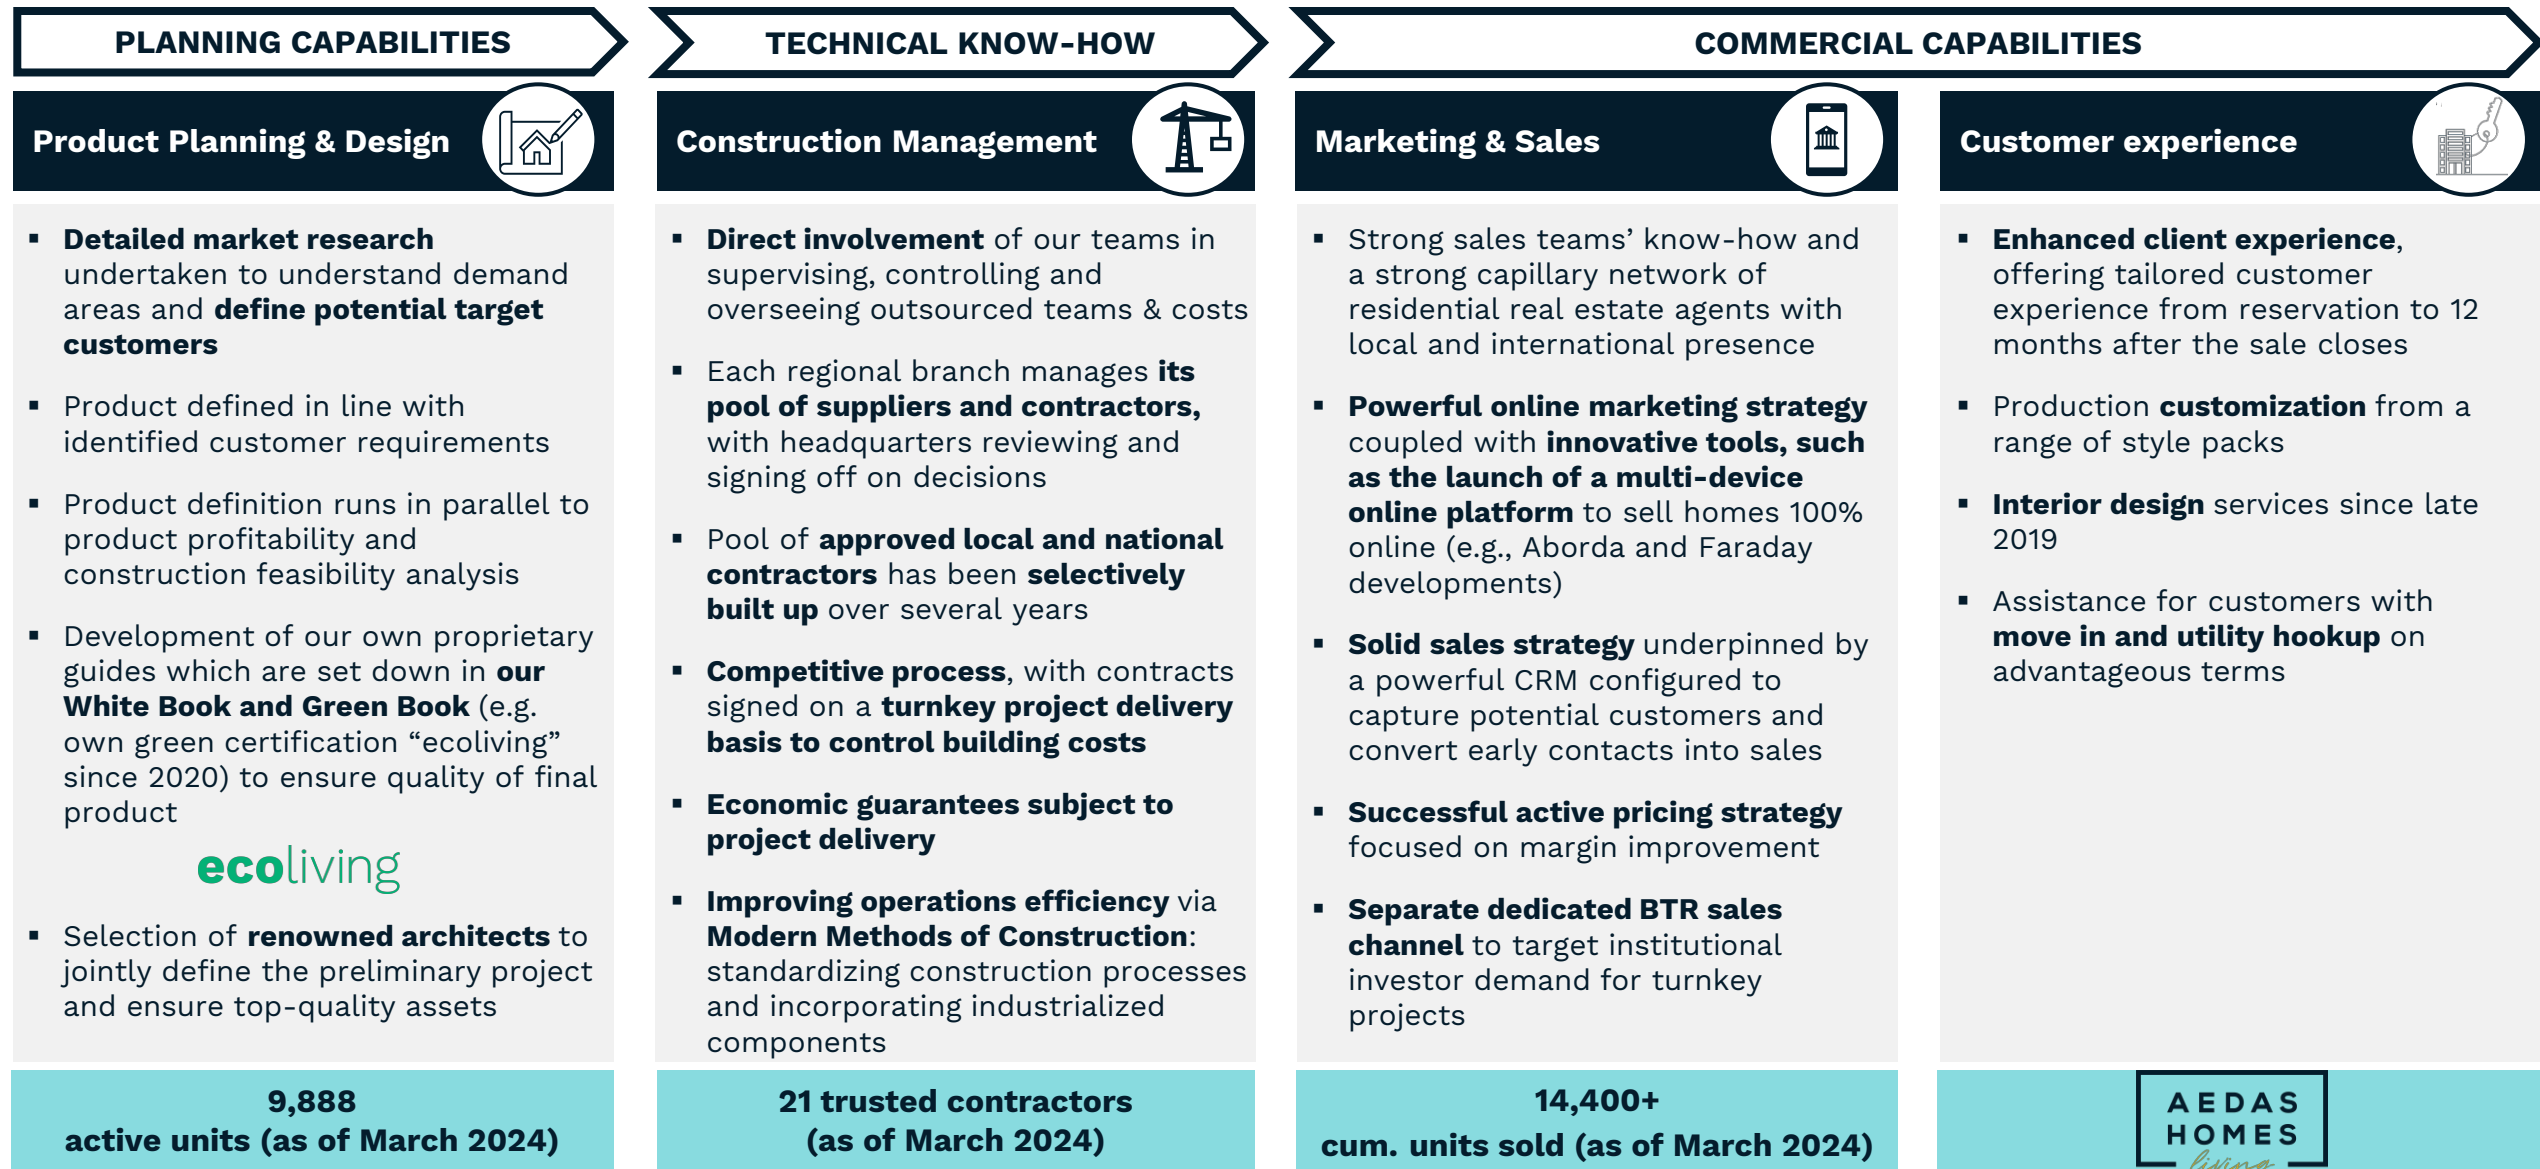 PLANNING CAPABILITIES
TECHNICAL KNOW-HOW
COMMERCIAL CAPABILITIES
Product Planning & Design
▪ Detailed market research
undertaken to understand demand
areas and define potential target
customers
▪ Product defined in line with
identified customer requirements
▪ Product definition runs in parallel to
product profitability and
construction feasibility analysis
▪ Development of our own proprietary
guides which are set down in our
White Book and Green Book (e.g.
own green certification “ecoliving”
since 2020) to ensure quality of final
product
ecoliving
▪ Selection of renowned architects to
jointly define the preliminary project
and ensure top-quality assets
9,888
active units (as of March 2024)
Construction Management
▪ Direct involvement of our teams in
supervising, controlling and
overseeing outsourced teams & costs
▪ Each regional branch manages its
pool of suppliers and contractors,
with headquarters reviewing and
signing off on decisions
▪ Pool of approved local and national
contractors has been selectively
built up over several years
▪ Competitive process, with contracts
signed on a turnkey project delivery
basis to control building costs
▪ Economic guarantees subject to
project delivery
▪ Improving operations efficiency via
Modern Methods of Construction:
standardizing construction processes
and incorporating industrialized
components
21 trusted contractors
(as of March 2024)
Marketing & Sales
▪ Strong sales teams’ know-how and
a strong capillary network of
residential real estate agents with
local and international presence
▪ Powerful online marketing strategy
coupled with innovative tools, such
as the launch of a multi-device
online platform to sell homes 100%
online (e.g., Aborda and Faraday
developments)
▪ Solid sales strategy underpinned by
a powerful CRM configured to
capture potential customers and
convert early contacts into sales
▪ Successful active pricing strategy
focused on margin improvement
▪ Separate dedicated BTR sales
channel to target institutional
investor demand for turnkey
projects
14,400+
cum. units sold (as of March 2024)
Customer experience
▪ Enhanced client experience,
offering tailored customer
experience from reservation to 12
months after the sale closes
▪ Production customization from a
range of style packs
▪ Interior design services since late
2019
▪ Assistance for customers with
move in and utility hookup on
advantageous terms
AEDAS
HOMES
living